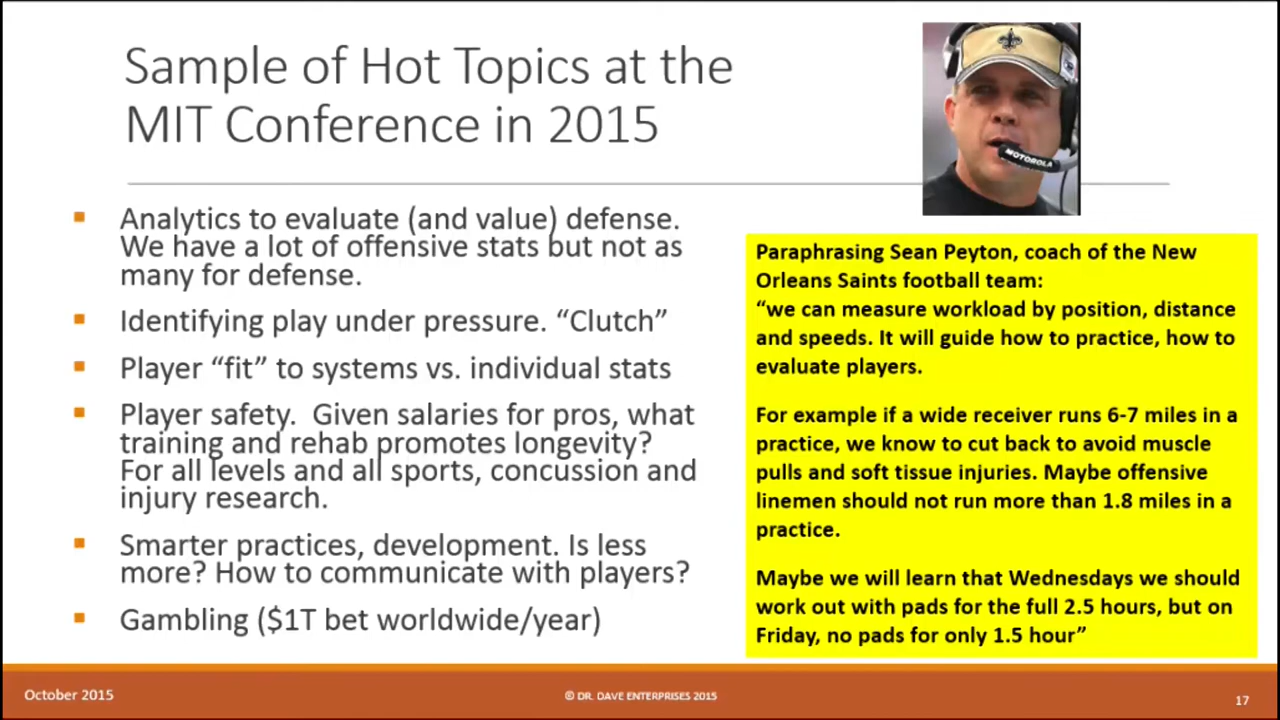 Sample of Hot Topics at the
MIT Conference in 2015
MOTOROLA
Analytics to evaluate (and value) defense.
We have a lot of offensive stats but not as
many for defense.
Identifying play under pressure. “Clutch”
Player “fit” to systems vs. individual stats
Player safety. Given salaries for pros, what
training and rehab promotes longevity?
For all levels and all sports, concussion and
injury research.
Smarter practices, development. Is less
more? How to communicate with players?
Gambling ($1T bet worldwide/year)
Paraphrasing Sean Peyton, coach of the New
Orleans Saints football team:
“we can measure workload by position, distance
and speeds. It will guide how to practice, how to
evaluate players.
For example if a wide receiver runs 6-7 miles in a
practice, we know to cut back to avoid muscle
pulls and soft tissue injuries. Maybe offensive
linemen should not run more than 1.8 miles in a
practice.
Maybe we will learn that Wednesdays we should
work out with pads for the full 2.5 hours, but on
Friday, no pads for only 1.5 hour”
October 2015
© DR. DAVE ENTERPRISES 2015
17